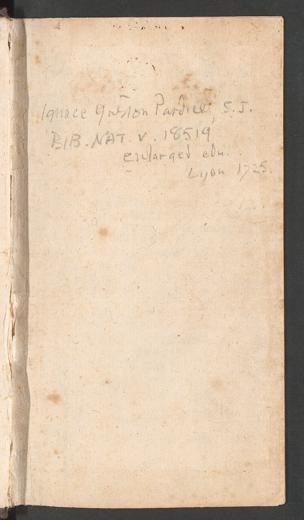 Ignace Gaston Pardies, S.J.
BIB. NAT. V. 18519
enlarged edn.
Lyon 1725